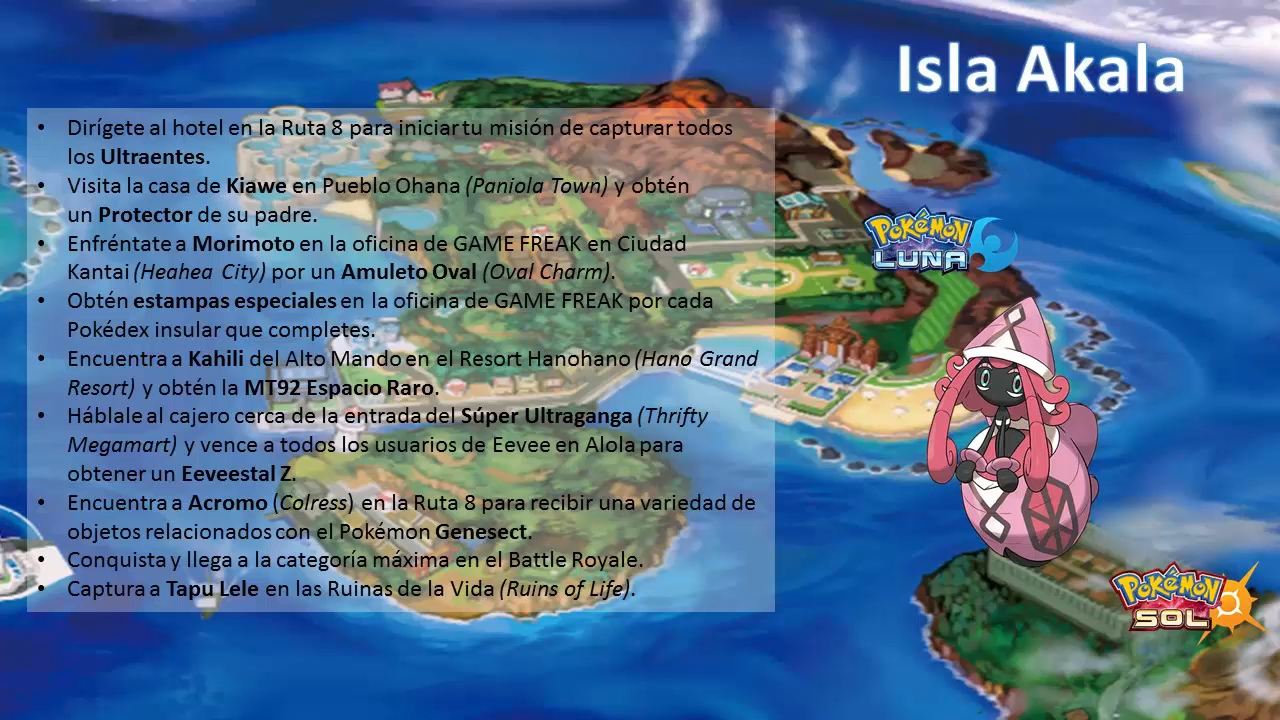 Isla Akala
• Dirígete al hotel en la Ruta 8 para iniciar tu misión de capturar todos
los Ultraentes.
• Visita la casa de Kiawe en Pueblo Ohana (Paniola Town) y obtén
un Protector de su padre.
• Enfréntate a Morimoto en la oficina de GAME FREAK en Ciudad
Kantai (Heahea City) por un Amuleto Oval (Oval Charm).
• Obtén estampas especiales en la oficina de GAME FREAK por cada
Pokédex insular que completes.
• Encuentra a Kahili del Alto Mando en el Resort Hanohano (Hano Grand
Resort) y obtén la MT92 Espacio Raro.
• Háblale al cajero cerca de la entrada del Súper Ultraganga (Thrifty
Megamart) y vence a todos los usuarios de Eevee en Alola para
obtener un Eeveestal Z.
• Encuentra a Acromo (Colress) en la Ruta 8 para recibir una variedad de
objetos relacionados con el Pokémon Genesect.
• Conquista y llega a la categoría máxima en el Battle Royale.
• Captura a Tapu Lele en las Ruinas de la Vida (Ruins of Life).
POKéMON
LUNA
POKéMON
SOL